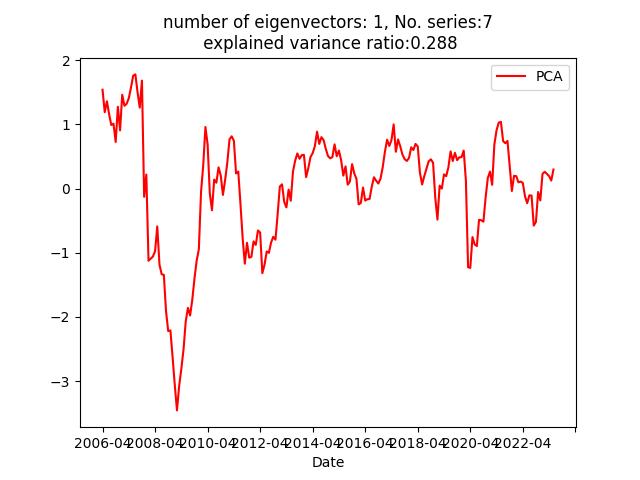 number of eigenvectors: 1, No. series:7
explained variance ratio:0.288
PCA
2
1
0
−1
−2
−3
2006-04 2008-04 2010-04 2012-04 2014-04 2016-04 2018-04 2020-04 2022-04
Date